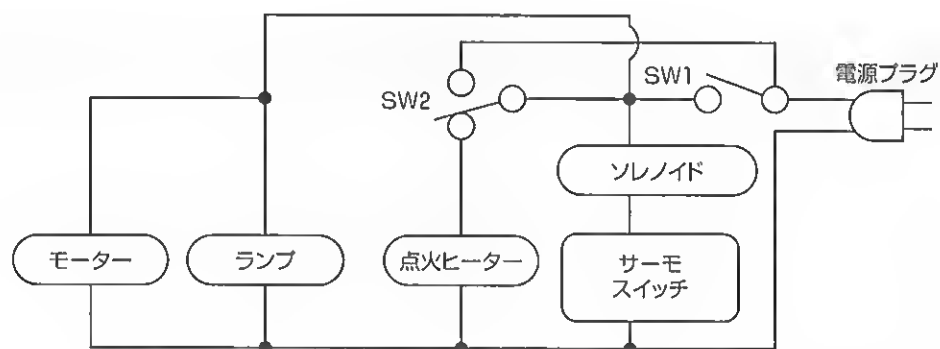 電源プラグ
SW1
SW2
ソレノイド
モーター
ランプ
点火ヒーター
サーモ
スイッチ